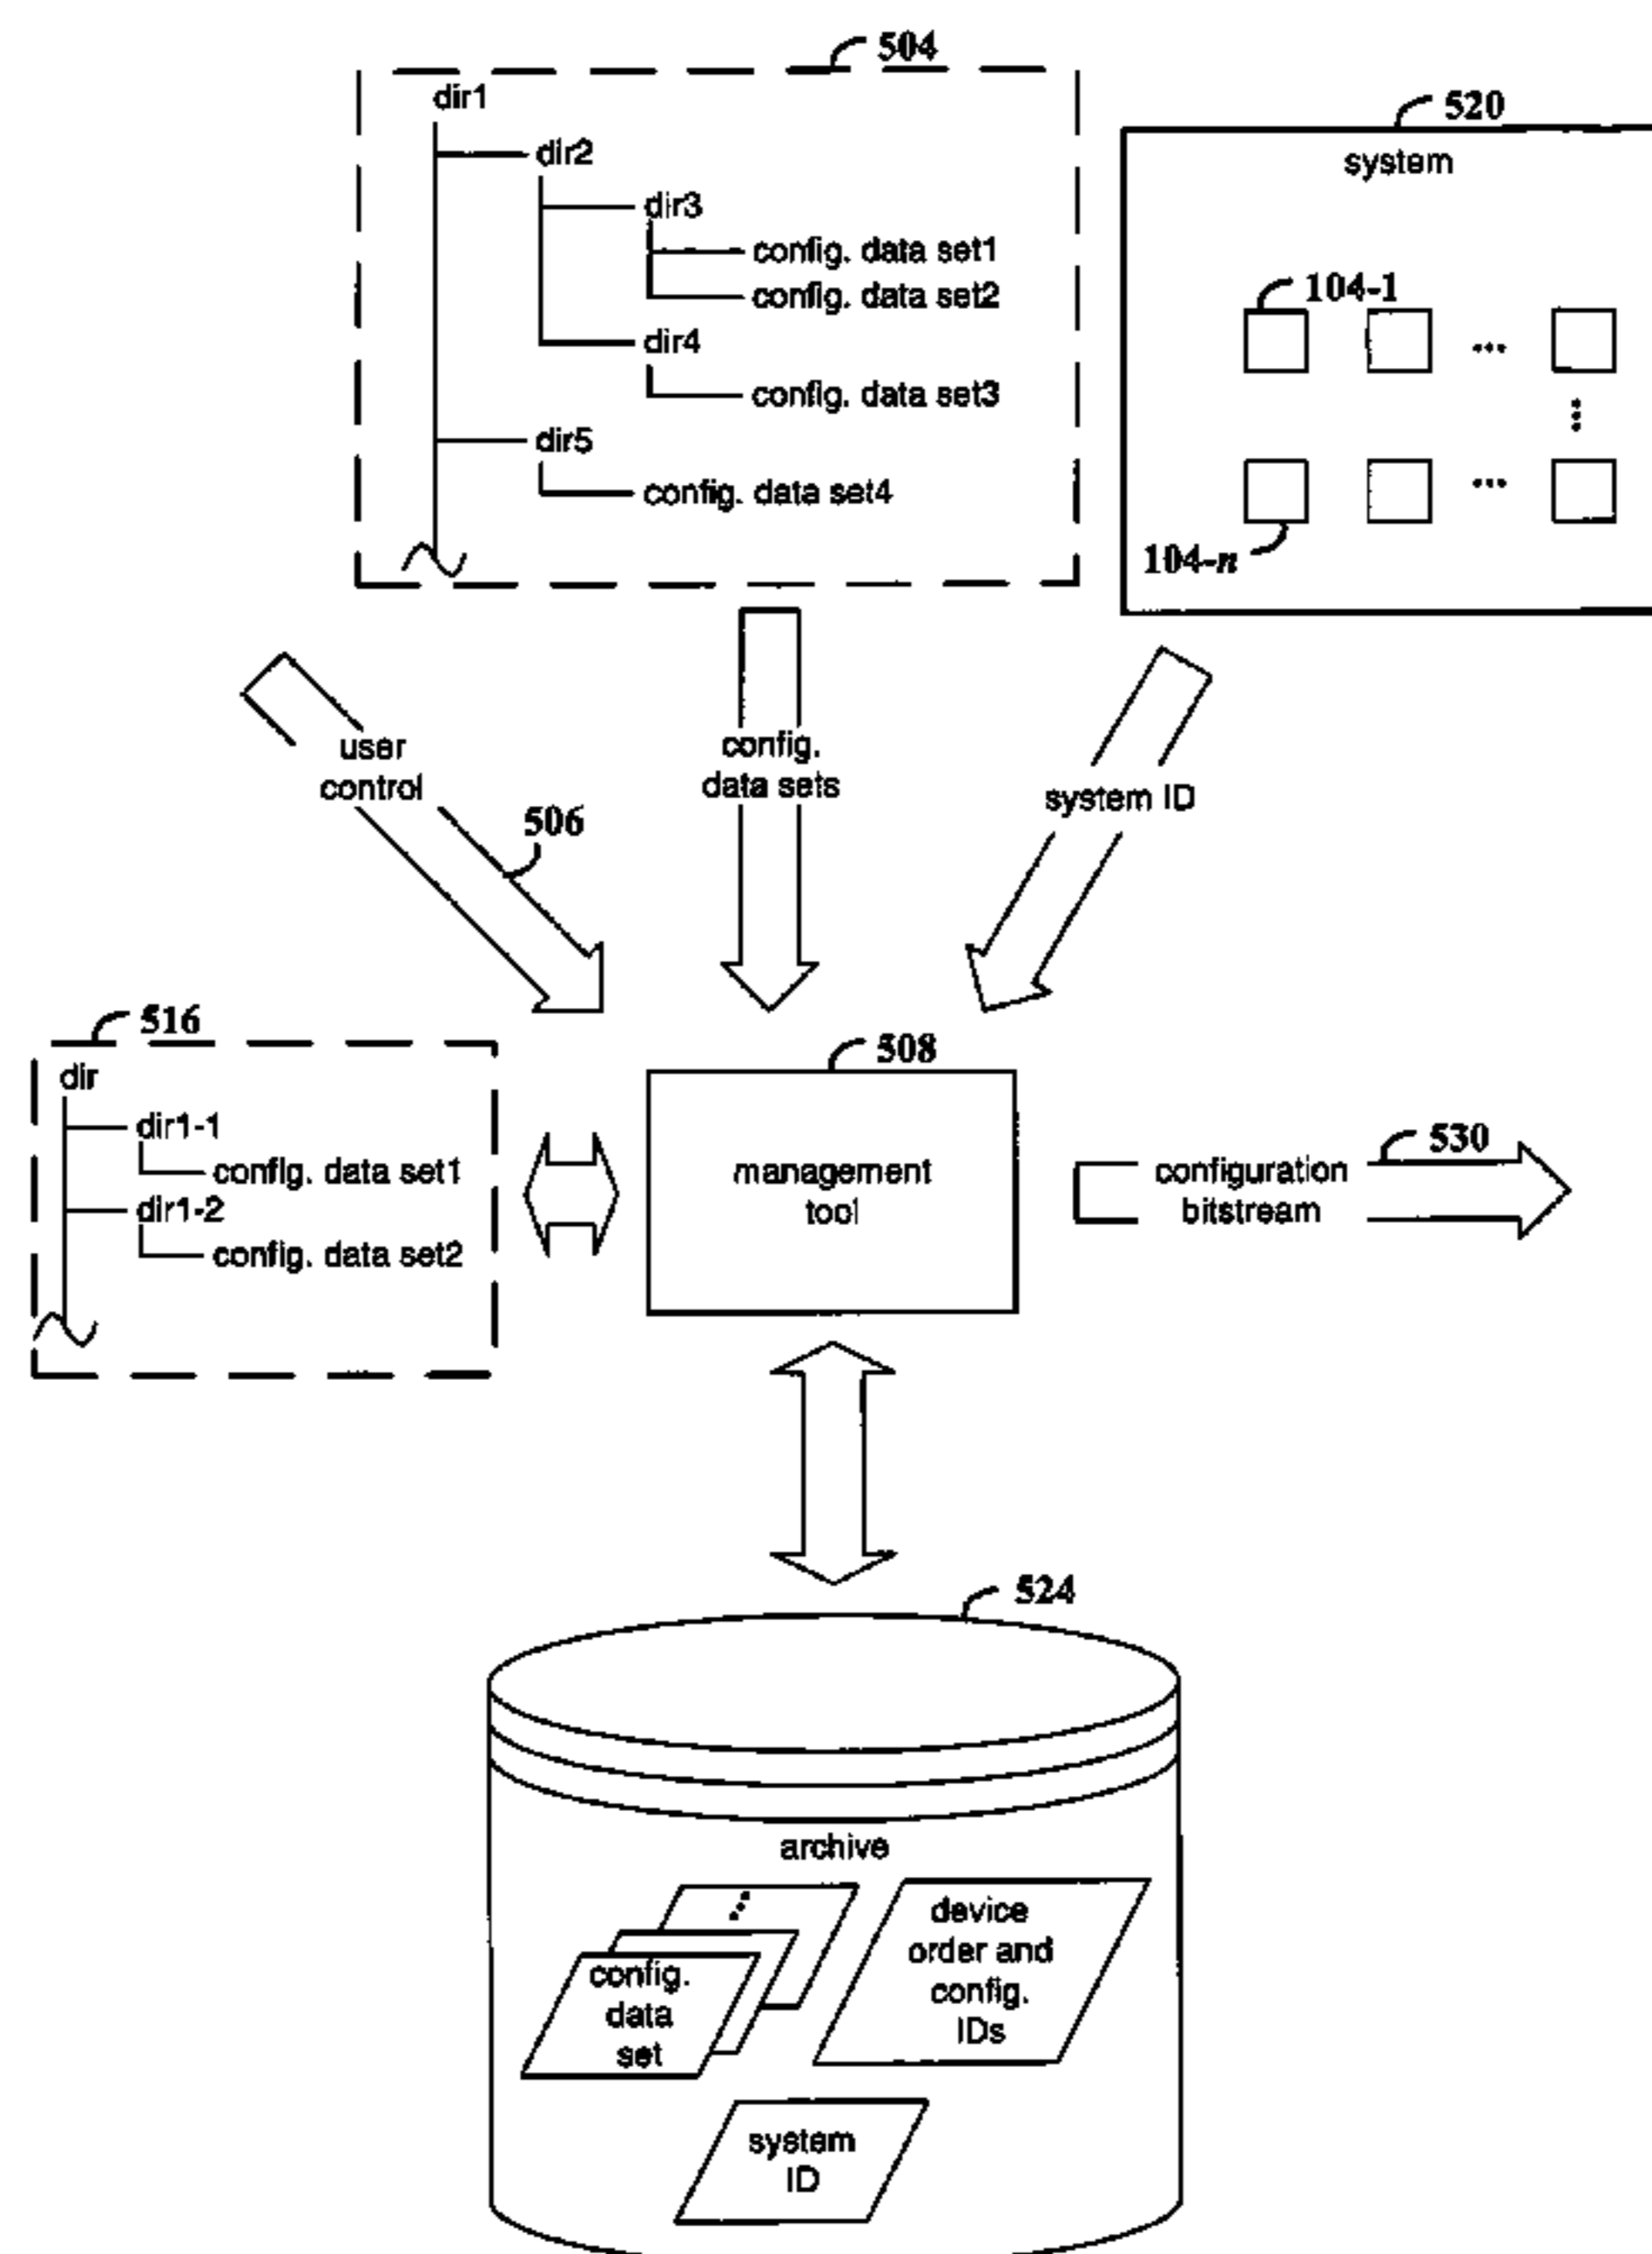 504
dir1
520
dir2
system
dir3
config. data set1
104-1
config. data set2
dir4
config. data set3
dir5
config. data set4
104-n
user
control
config.
data sets
system ID
506
516
508
dir
dir1-1
config. data set1
dir1-2
config. data set2
management
tool
530
configuration
bitstream
524
archive
config.
data
set
device
order and
config.
IDs
system
ID